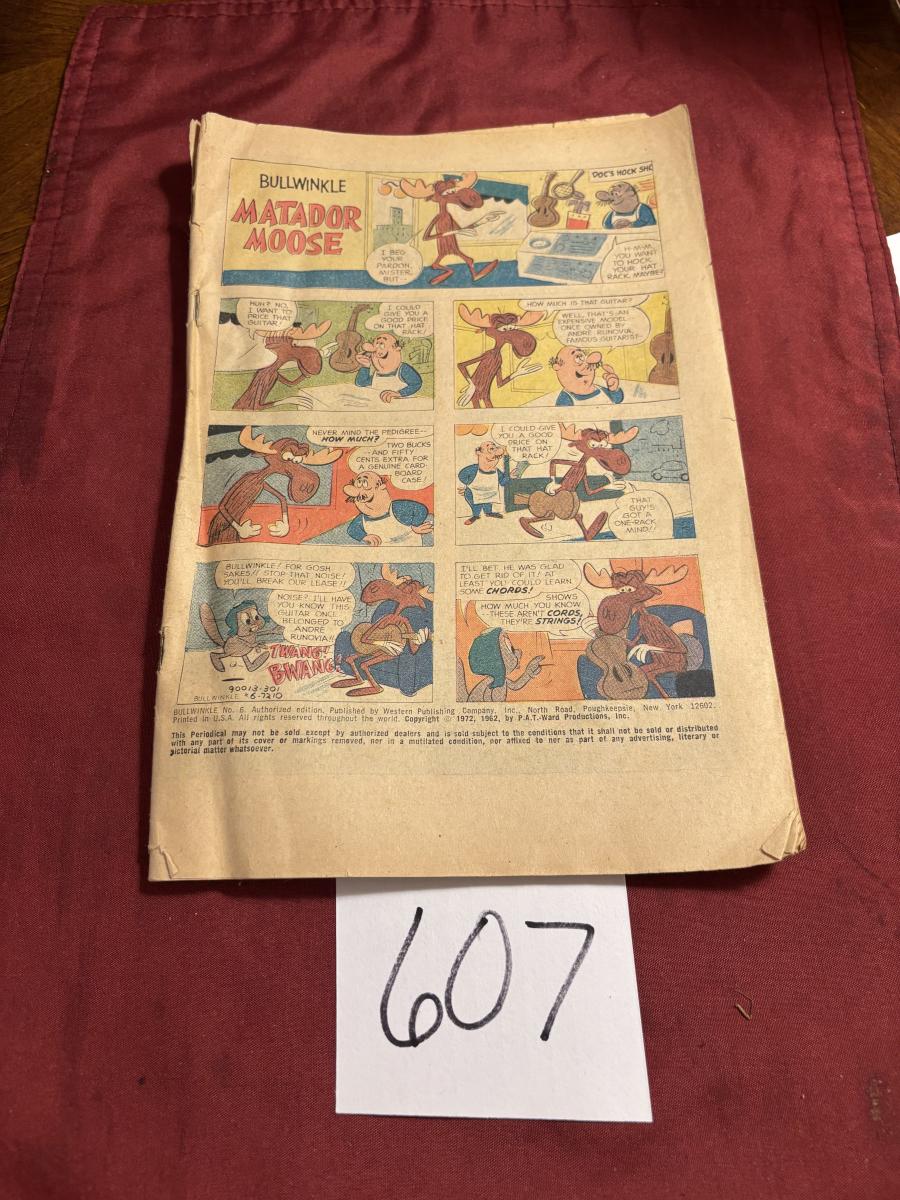 BULLWINKLE
MATADOR
MOOSE
DOC'S HOCK SHO
I BEG
YOUR
PARDON,
MISTER,
BUT--
H-M-M.
YOU WANT
TO HOCK
YOUR HAT
RACK, MAYBE?
HUH? NO,
I WANT TO
PRICE THAT
GUITAR!
I COULD
GIVE YOU A
GOOD PRICE
ON THAT HAT
RACK!
HOW MUCH IS THAT GUITAR?
WELL, THAT'S AN
EXPENSIVE MODEL--
ONCE OWNED BY
ANDRÉ RUNOVIA,
FAMOUS GUITARIST--
NEVER MIND THE PEDIGREE--
HOW MUCH?
TWO BUCKS
--AND FIFTY
CENTS EXTRA FOR
A GENUINE CARD-
BOARD
CASE!
I COULD GIVE
YOU A GOOD
PRICE ON
THAT HAT
RACK!
THAT
GUY'S
GOT A
ONE-RACK
MIND!!
BULLWINKLE! FOR GOSH
SAKES!! STOP THAT NOISE!
YOU'LL BREAK OUR LEASE!!
NOISE? I'LL HAVE
YOU KNOW THIS
GUITAR ONCE
BELONGED TO
ANDRÉ
RUNOVIA!!
TWANG!
BWANG!
90013-301
BULLWINKLE #6-7210
I'LL BET HE WAS GLAD
TO GET RID OF IT! AT
LEAST YOU COULD LEARN
SOME CHORDS!
SHOWS
HOW MUCH YOU KNOW
--THESE AREN'T CORDS,
THEY'RE STRINGS!
BULLWINKLE No. 6. Authorized edition. Published by Western Publishing Company, Inc., North Road, Poughkeepsie, New York 12602.
Printed in U.S.A. All rights reserved throughout the world. Copyright © 1972, 1962, by P.A.T.-Ward Productions, Inc.
This Periodical may not be sold except by authorized dealers and is sold subject to the conditions that it shall not be sold or distributed
with any part of its cover or markings removed, nor in a mutilated condition, nor affixed to nor as part of any advertising, literary or
pictorial matter whatsoever.
607